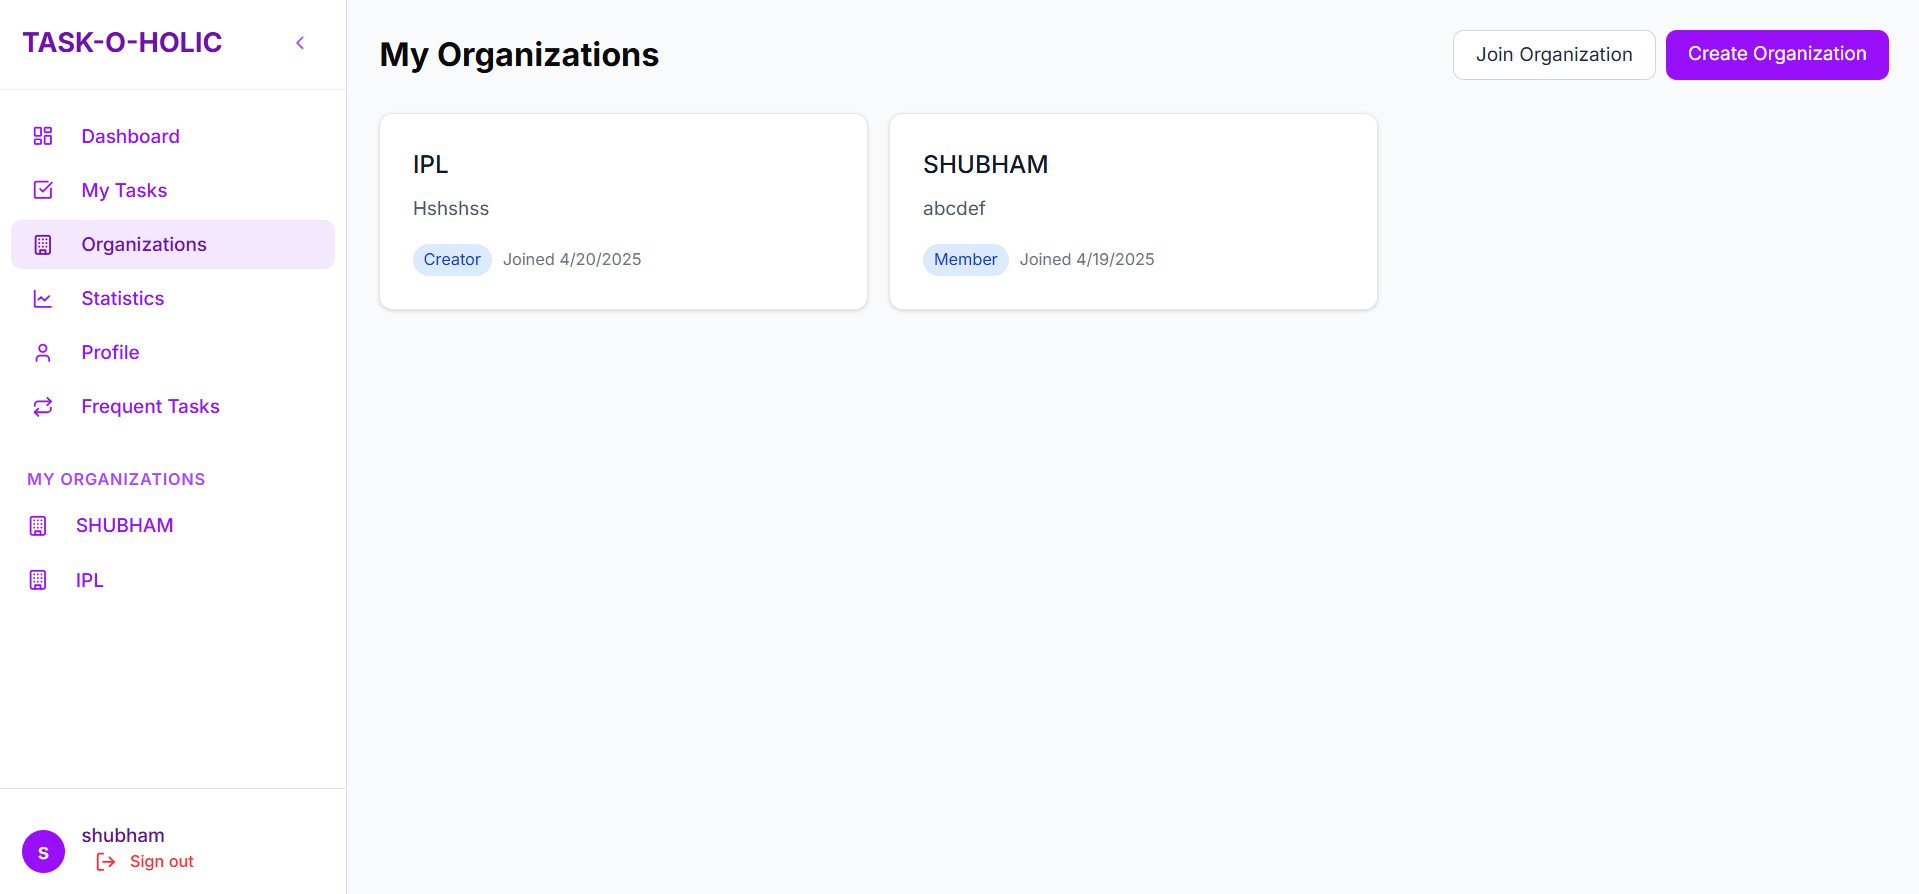 TASK-O-HOLIC
Dashboard
My Tasks
Organizations
Statistics
Profile
Frequent Tasks
MY ORGANIZATIONS
SHUBHAM
IPL
s
shubham
Sign out
My Organizations
Join Organization
Create Organization
IPL
Hshshss
Creator Joined 4/20/2025
SHUBHAM
abcdef
Member Joined 4/19/2025